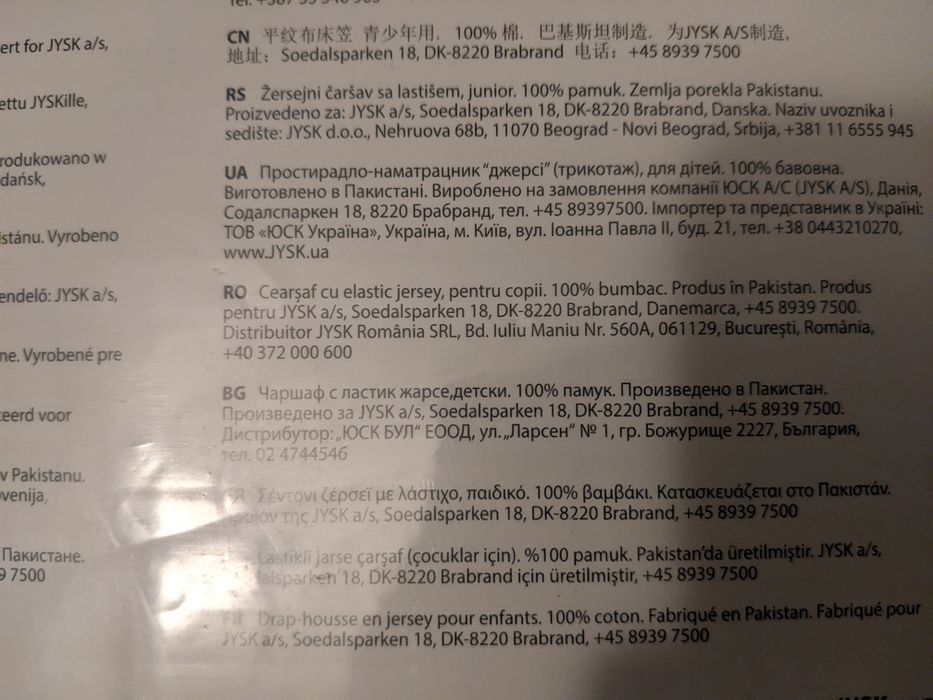 ert for JYSK a/s,
ettu JYSKille,
rodukowano w
dańsk,
istánu. Vyrobeno
endelő: JYSK a/s,
ne. Vyrobené pre
teerd voor
v Pakistanu.
venija,
Пакистане.
9 7500
CN 平纹布床笠 青少年用. 100% 棉. 巴基斯坦制造. 为JYSK A/S制造,
地址: Soedalsparken 18, DK-8220 Brabrand 电话: +45 8939 7500
RS Žersejni čaršav sa lastišem, junior. 100% pamuk. Zemlja porekla Pakistanu.
Proizvedeno za: JYSK a/s, Soedalsparken 18, DK-8220 Brabrand, Danska. Naziv uvoznika i
sedište: JYSK d.o.o., Nehruova 68b, 11070 Beograd - Novi Beograd, Srbija, +381 11 6555 945
UA Простирадло-наматрацник “джерсі” (трикотаж), для дітей. 100% бавовна.
Виготовлено в Пакистані. Вироблено на замовлення компанії ЮСК А/С (JYSK A/S), Данія,
Содалспаркен 18, 8220 Брабранд, тел. +45 89397500. Імпортер та представник в Україні:
ТОВ «ЮСК Україна», Україна, м. Київ, вул. Іоанна Павла II, буд. 21, тел. +38 0443210270,
www.JYSK.ua
RO Cearşaf cu elastic jersey, pentru copii. 100% bumbac. Produs în Pakistan. Produs
pentru JYSK a/s, Soedalsparken 18, DK-8220 Brabrand, Danemarca, +45 8939 7500.
Distribuitor JYSK România SRL, Bd. Iuliu Maniu Nr. 560A, 061129, Bucureşti, România,
+40 372 000 600
BG Чаршаф с ластик жарсе,детски. 100% памук. Произведено в Пакистан.
Произведено за JYSK a/s, Soedalsparken 18, DK-8220 Brabrand, +45 8939 7500.
Дистрибутор: „ЮСК БУЛ“ ЕООД, ул. „Ларсен“ № 1, гр. Божурище 2227, България,
тел. 02 4744546
Σεντόνι ζέρσεϊ με λάστιχο, παιδικό. 100% βαμβάκι. Κατασκευάζεται στο Πακιστάν.
της JYSK a/s, Soedalsparken 18, DK-8220 Brabrand, +45 8939 7500
Lastikli jarse çarşaf (çocuklar için). %100 pamuk. Pakistan’da üretilmiştir. JYSK a/s,
18, DK-8220 Brabrand için üretilmiştir, +45 8939 7500
FR Drap-housse en jersey pour enfants. 100% coton. Fabriqué en Pakistan. Fabriqué pour
JYSK a/s, Soedalsparken 18, DK-8220 Brabrand, +45 8939 7500